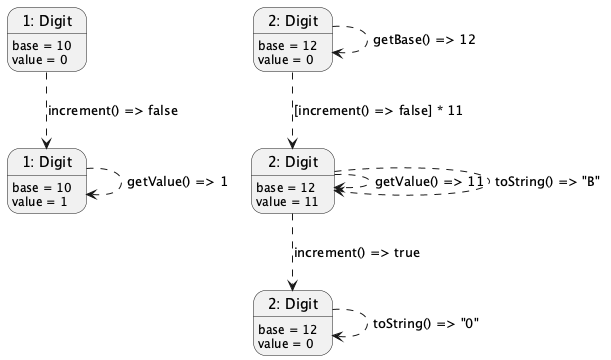 1: Digit
base = 10
value = 0
2: Digit
base = 12
value = 0
getBase() => 12
increment() => false
[increment() => false] * 11
1: Digit
base = 10
value = 1
getValue() => 1
2: Digit
base = 12
value = 11
getValue() => 11
toString() => "B"
increment() => true
2: Digit
base = 12
value = 0
toString() => "0"